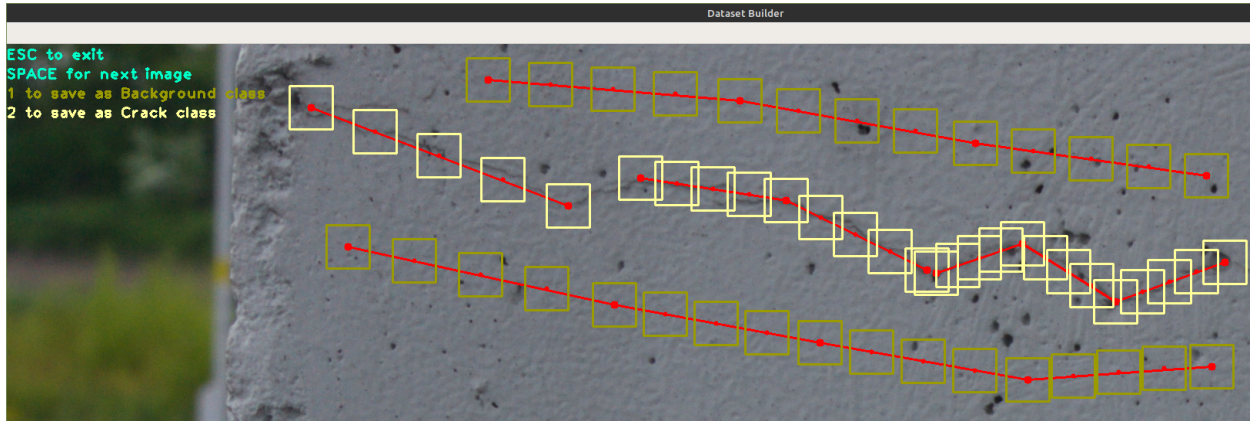 Dataset Builder
ESC to exit
SPACE for next image
1 to save as Background class
2 to save as Crack class